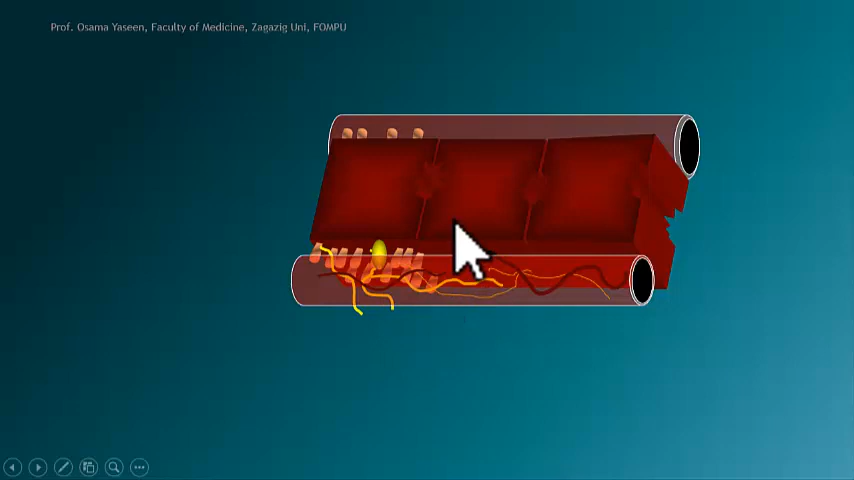 Prof. Osama Yaseen, Faculty of Medicine, Zagazig Uni, FOMPU